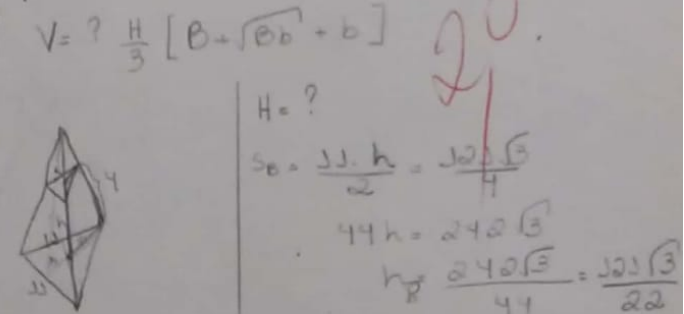 V = ? H/3 [B + √Bb + b]
H = ?
S_B = 11.h/2 = 121√3/4
44h = 242√3
h_B = 242√3/44 = 121√3/22
4
11